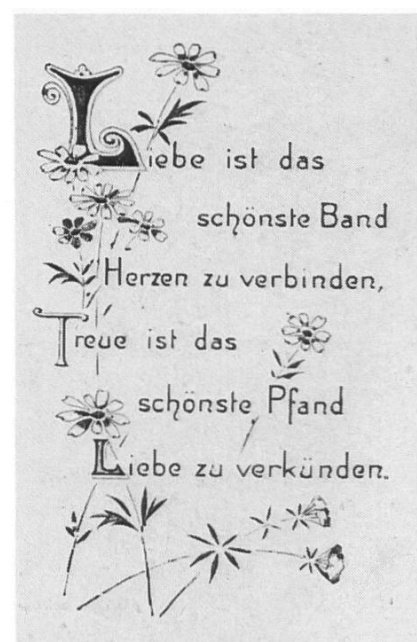 Liebe ist das
schönste Band
Herzen zu verbinden,
Treue ist das
schönste Pfand
Liebe zu verkünden.